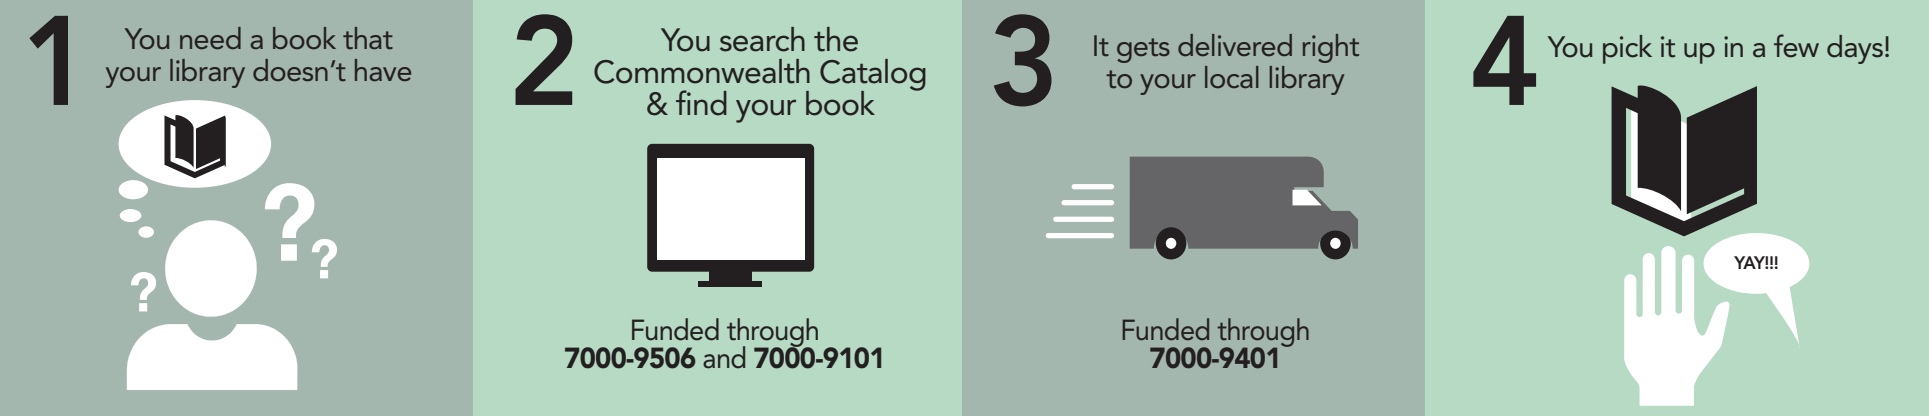 1
You need a book that
your library doesn't have
?
?
?
2
You search the
Commonwealth Catalog
& find your book
Funded through
7000-9506 and 7000-9101
3
It gets delivered right
to your local library
Funded through
7000-9401
4
You pick it up in a few days!
YAY!!!